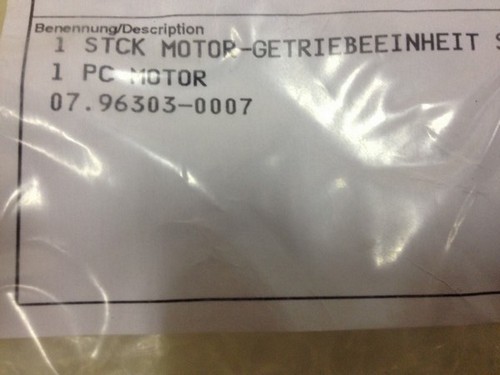 Benennung/Description
1 STCK MOTOR-GETRIEBEEINHEIT S
1 PC MOTOR
07.96303-0007